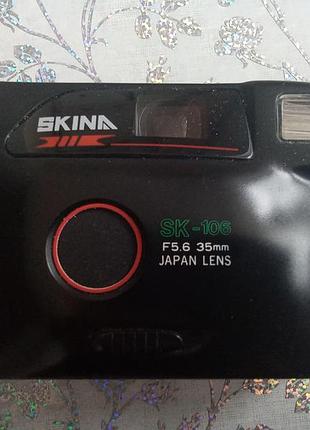 SKINA
SK-106
F5.6 35mm
JAPAN LENS